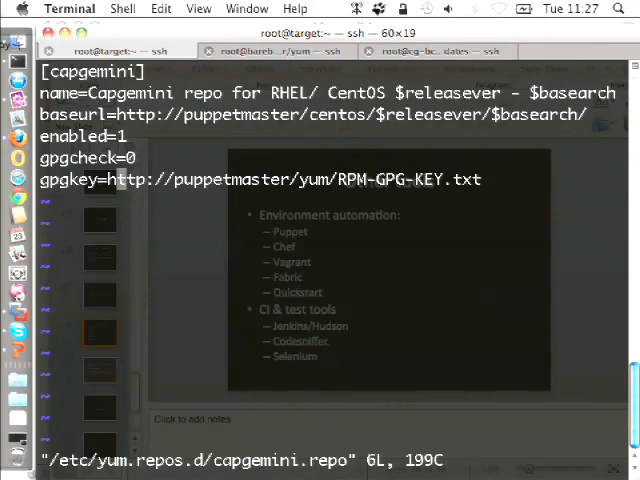 Terminal Shell Edit View Window Help Tue 11:27
root@target:~ — ssh — 60×19
root@target:~ — ssh root@bareb...r/yum — ssh root@cg-bc...dates — ssh
[capgemini]
name=Capgemini repo for RHEL/ CentOS $releasever - $basearch
baseurl=http://puppetmaster/centos/$releasever/$basearch/
enabled=1
gpgcheck=0
gpgkey=http://puppetmaster/yum/RPM-GPG-KEY.txt
~
~
• Environment automation:
– Puppet
~
– Chef
– Vagrant
~
– Fabric
– Quickstart
~
• CI & test tools
– Jenkins/Hudson
~
– Codesniffer
– Selenium
~
~
~
Click to add notes
~
~
~
"/etc/yum.repos.d/capgemini.repo" 6L, 199C